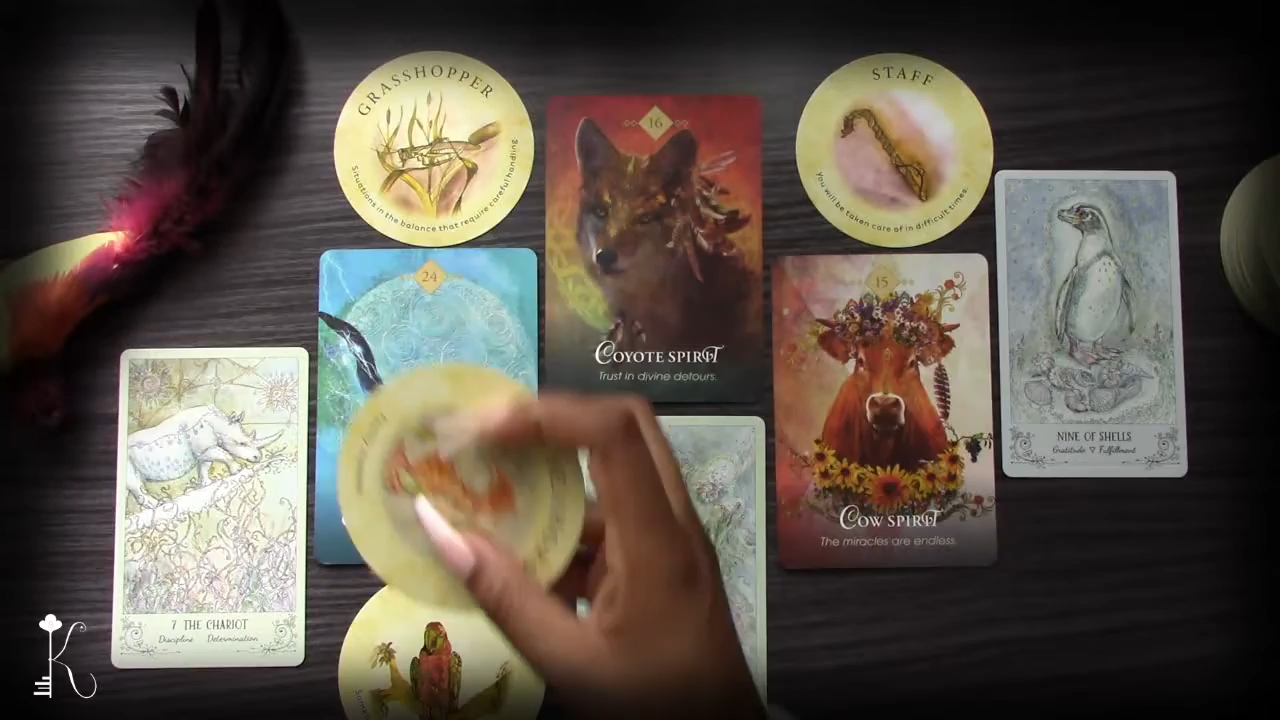 GRASSHOPPER
Situations in the balance that require careful handling
16
COYOTE SPIRIT
Trust in divine detours.
STAFF
You will be taken care of in difficult times.
24
15
COW SPIRIT
The miracles are endless.
NINE OF SHELLS
Gratitude ▽ Fulfillment
7 THE CHARIOT
Discipline Determination
K